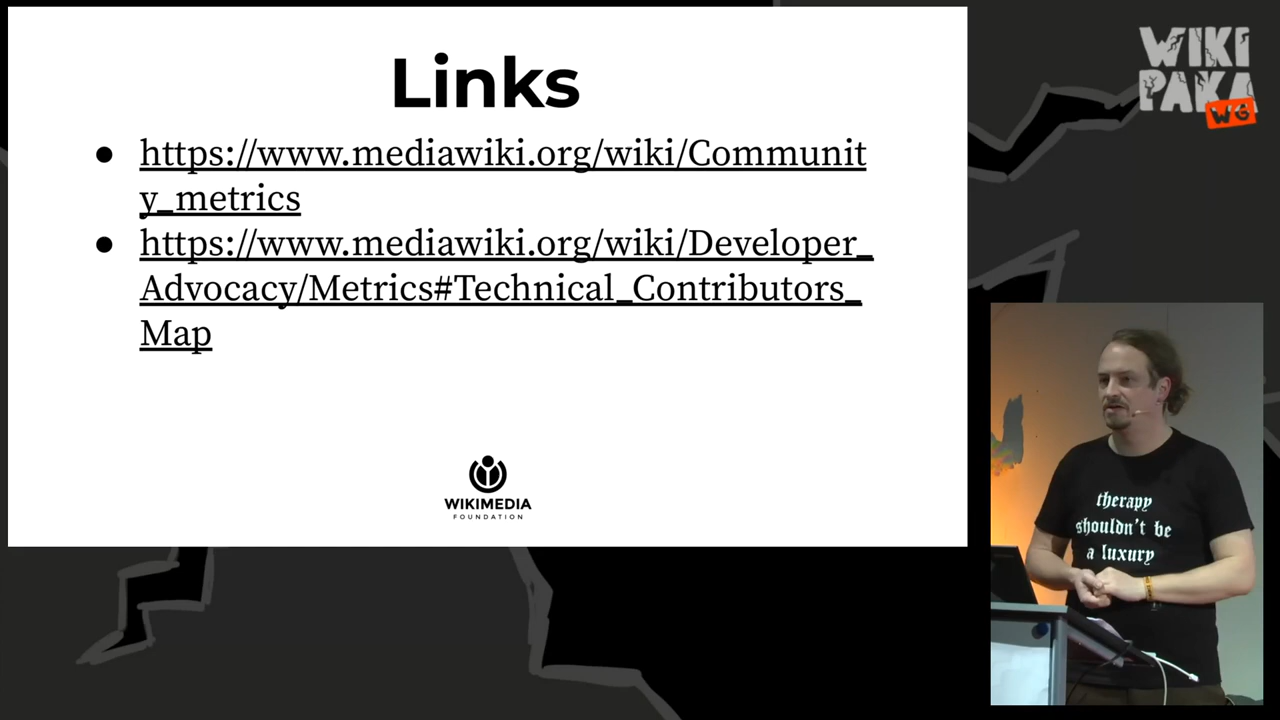 Links
https://www.mediawiki.org/wiki/Communit
y_metrics
https://www.mediawiki.org/wiki/Developer_
Advocacy/Metrics#Technical_Contributors_
Map
WIKIMEDIA
FOUNDATION
WIKI
PAKA
WG
therapy
shouldn't be
a luxury